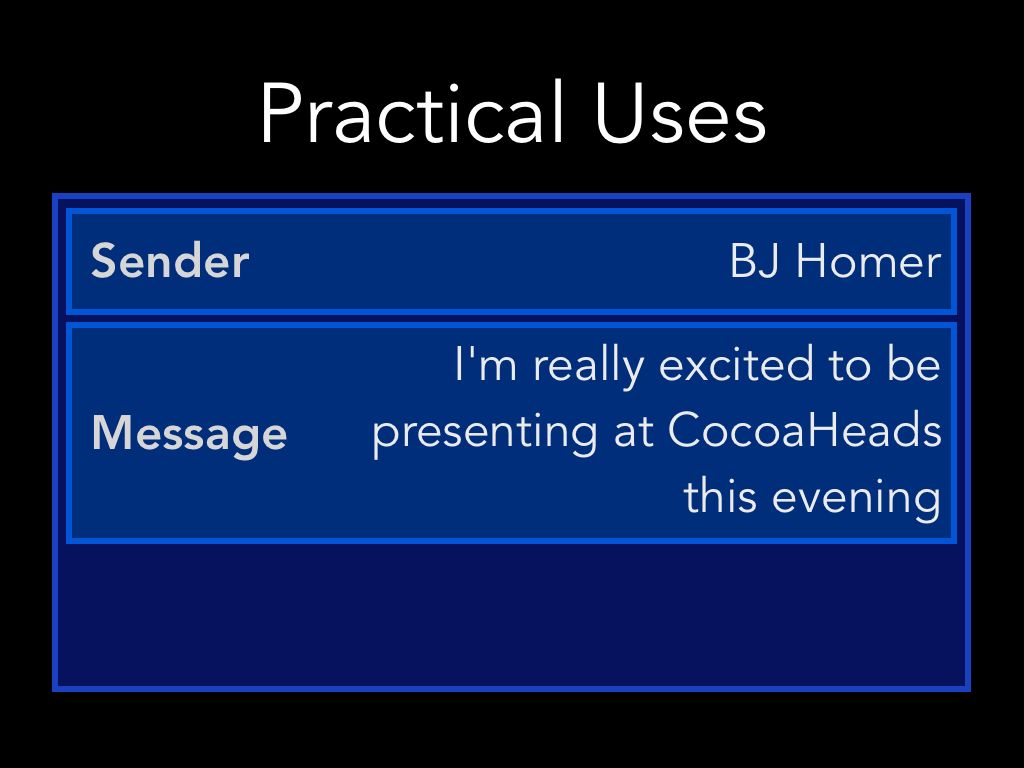 Practical Uses
Sender BJ Homer
I'm really excited to be
Message presenting at CocoaHeads
this evening